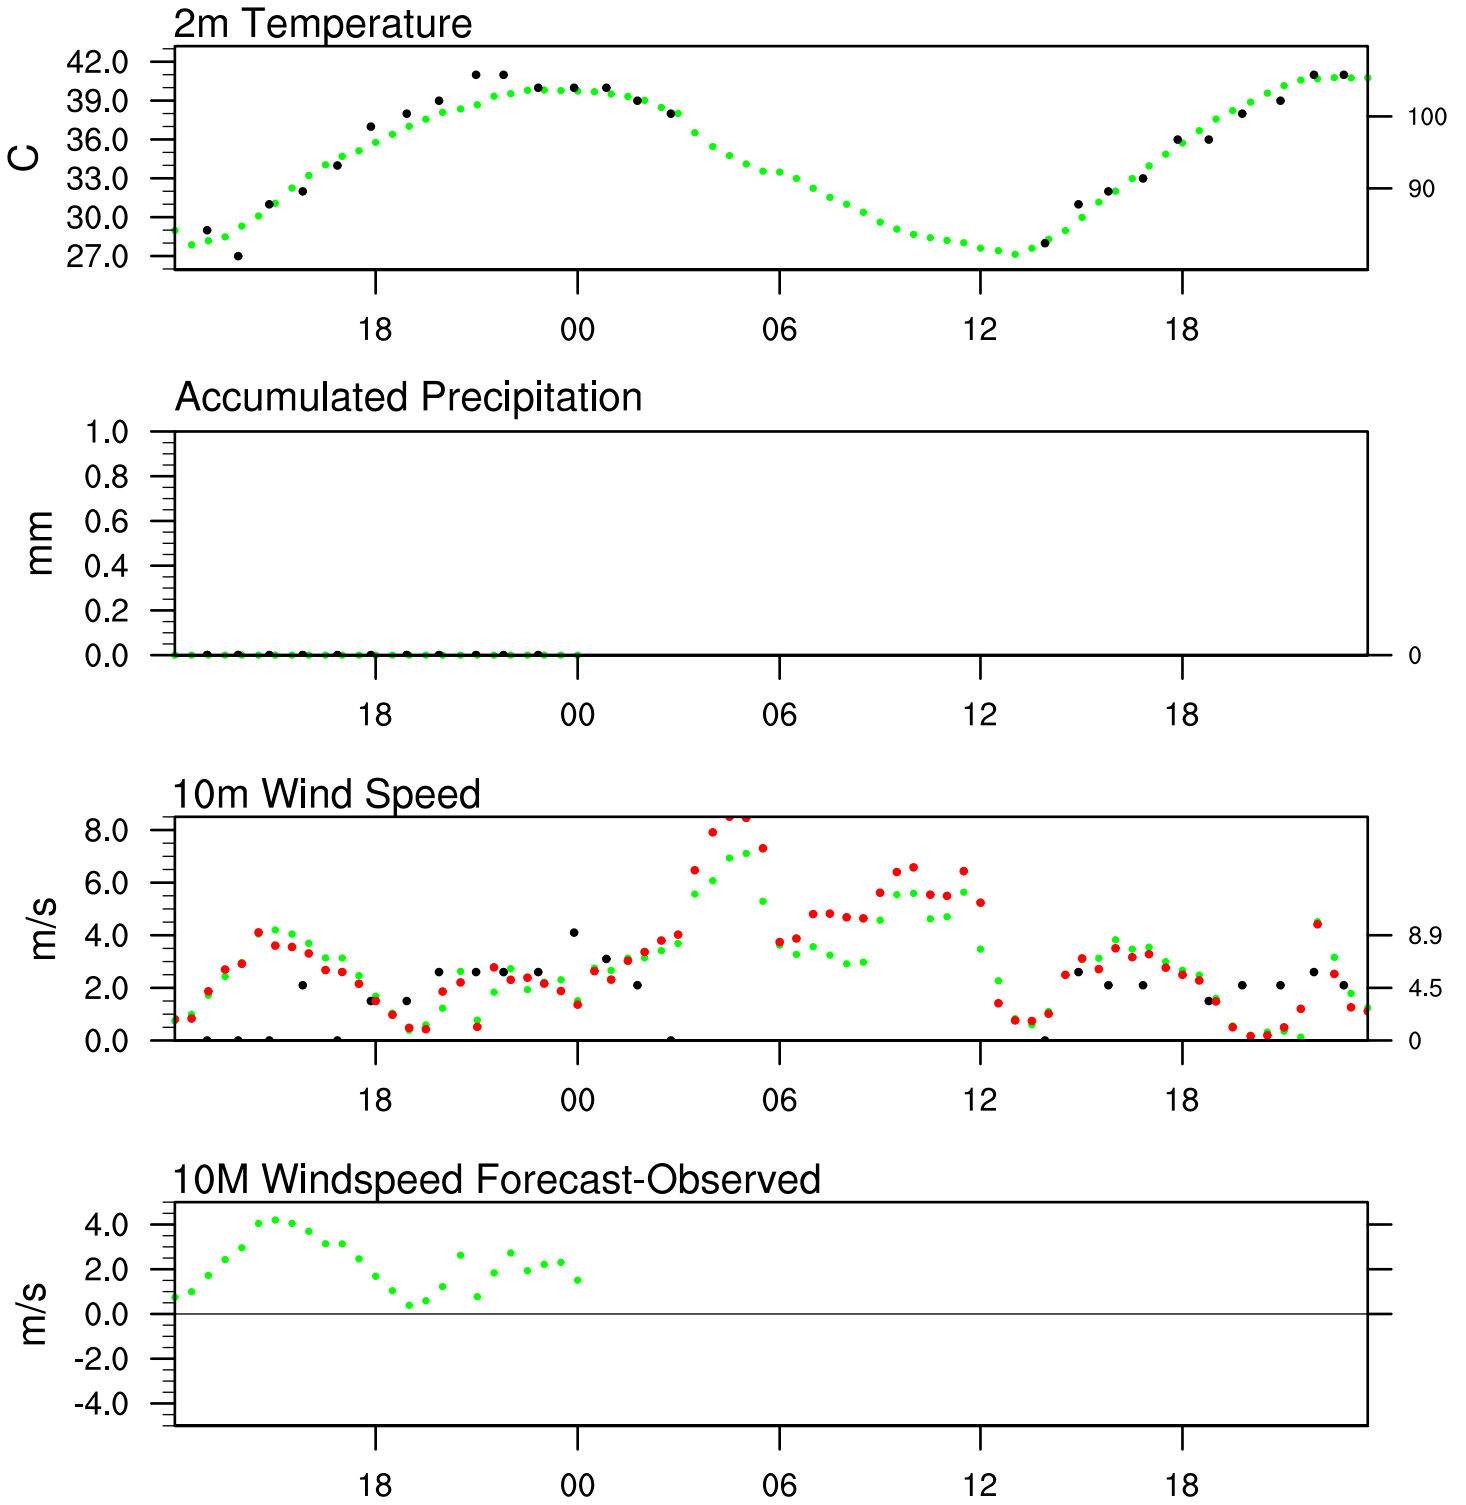 2m Temperature
42.0
39.0
36.0
33.0
30.0
27.0
C
100
90
18 00 06 12 18
Accumulated Precipitation
1.0
0.8
0.6
0.4
0.2
0.0
mm
0
18 00 06 12 18
10m Wind Speed
8.0
6.0
4.0
2.0
0.0
m/s
8.9
4.5
0
18 00 06 12 18
10M Windspeed Forecast-Observed
4.0
2.0
0.0
-2.0
-4.0
m/s
18 00 06 12 18